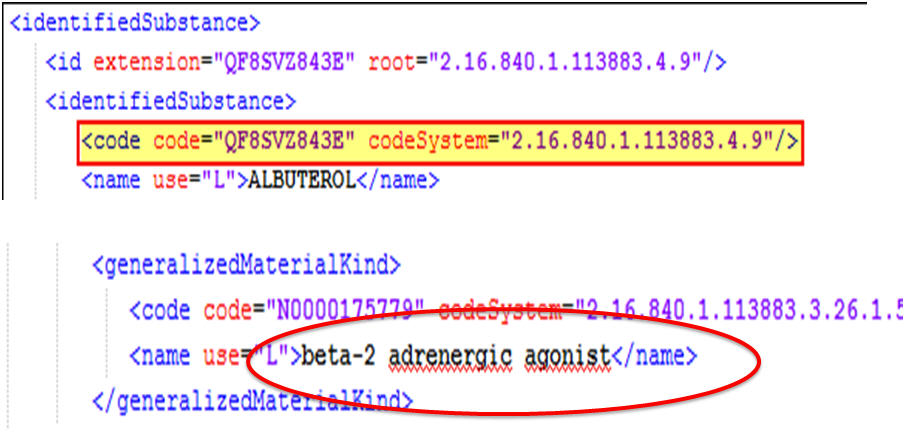 <identifiedSubstance>
<id extension="QF8SVZ843E" root="2.16.840.1.113883.4.9"/>
<identifiedSubstance>
<code code="QF8SVZ843E" codeSystem="2.16.840.1.113883.4.9"/>
<name use="L">ALBUTEROL</name>
<generalizedMaterialKind>
<code code="N0000175779" codeSystem="2.16.840.1.113883.3.26.1.5
<name use="L">beta-2 adrenergic agonist</name>
</generalizedMaterialKind>